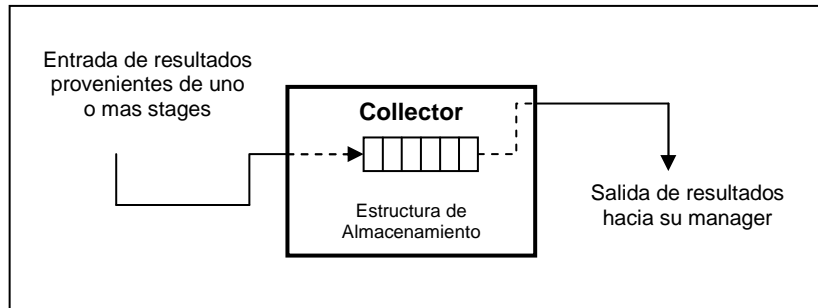 Entrada de resultados
provenientes de uno
o mas stages
Collector
Estructura de
Almacenamiento
Salida de resultados
hacia su manager